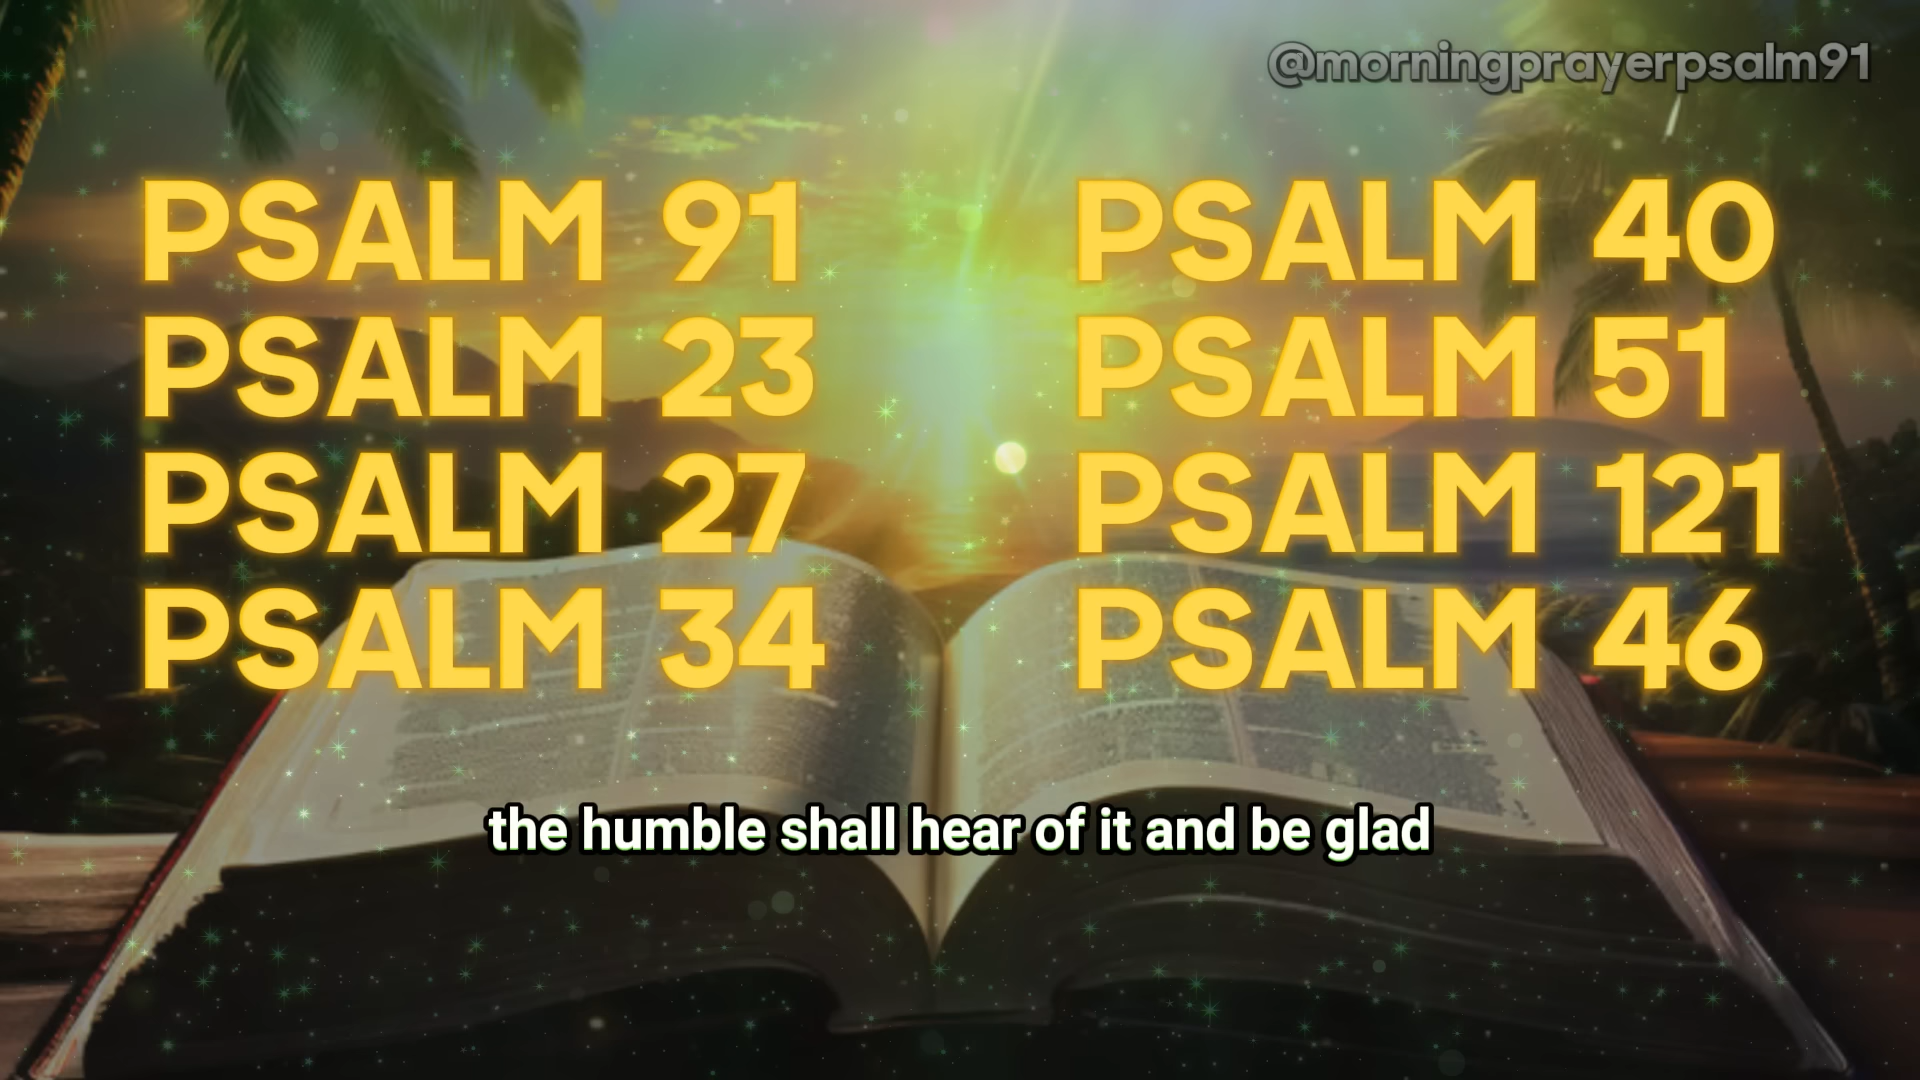 @morningprayerpsalm91
PSALM 91
PSALM 23
PSALM 27
PSALM 34
PSALM 40
PSALM 51
PSALM 121
PSALM 46
the humble shall hear of it and be glad